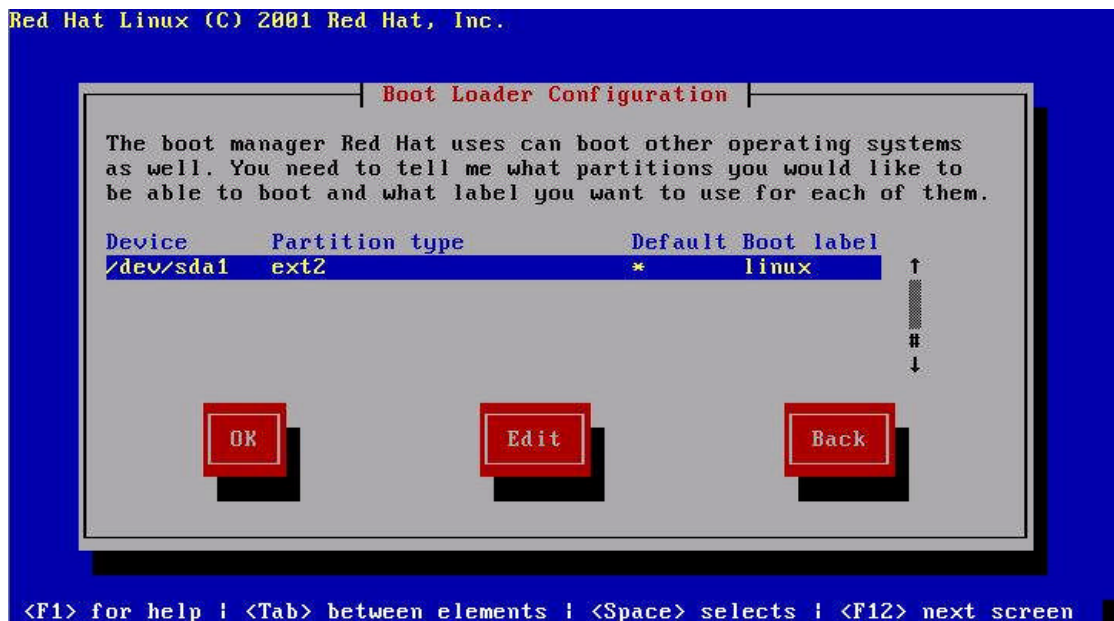 Red Hat Linux (C) 2001 Red Hat, Inc.
Boot Loader Configuration
The boot manager Red Hat uses can boot other operating systems
as well. You need to tell me what partitions you would like to
be able to boot and what label you want to use for each of them.
Device Partition type Default Boot label
/dev/sda1 ext2 * linux ↑
#
↓
OK Edit Back
<F1> for help | <Tab> between elements | <Space> selects | <F12> next screen